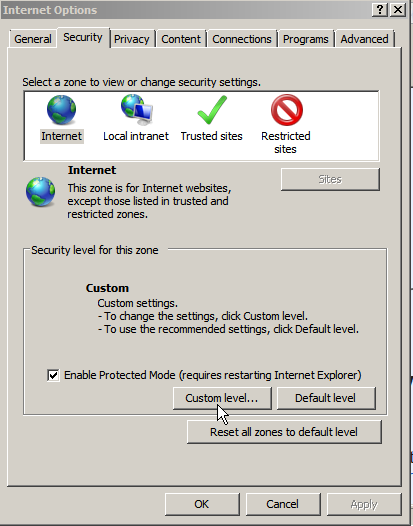 Internet Options
General Security Privacy Content Connections Programs Advanced
Select a zone to view or change security settings.
Internet Local intranet Trusted sites Restricted
sites
Internet
Sites
This zone is for Internet websites,
except those listed in trusted and
restricted zones.
Security level for this zone
Custom
Custom settings.
- To change the settings, click Custom level.
- To use the recommended settings, click Default level.
Enable Protected Mode (requires restarting Internet Explorer)
Custom level... Default level
Reset all zones to default level
OK Cancel Apply